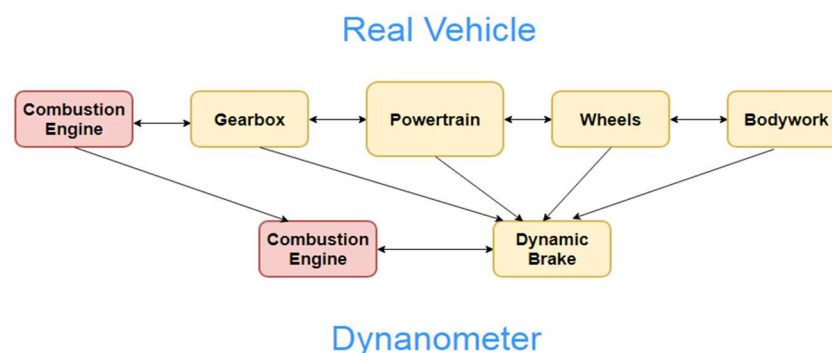 Real Vehicle
Combustion
Engine
Gearbox
Powertrain
Wheels
Bodywork
Combustion
Engine
Dynamic
Brake
Dynanometer